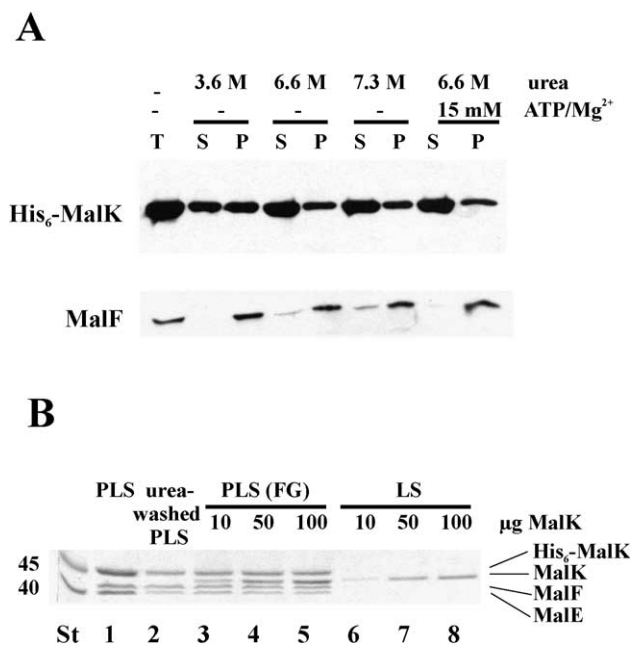 A
- 3.6 M 6.6 M 7.3 M 6.6 M urea
- - - - 15 mM ATP/Mg2+
T S P S P S P S P
His6-MalK
MalF
B
PLS urea-washed PLS PLS (FG) LS
10 50 100 10 50 100 µg MalK
45
40
His6-MalK
MalK
MalF
MalE
St 1 2 3 4 5 6 7 8